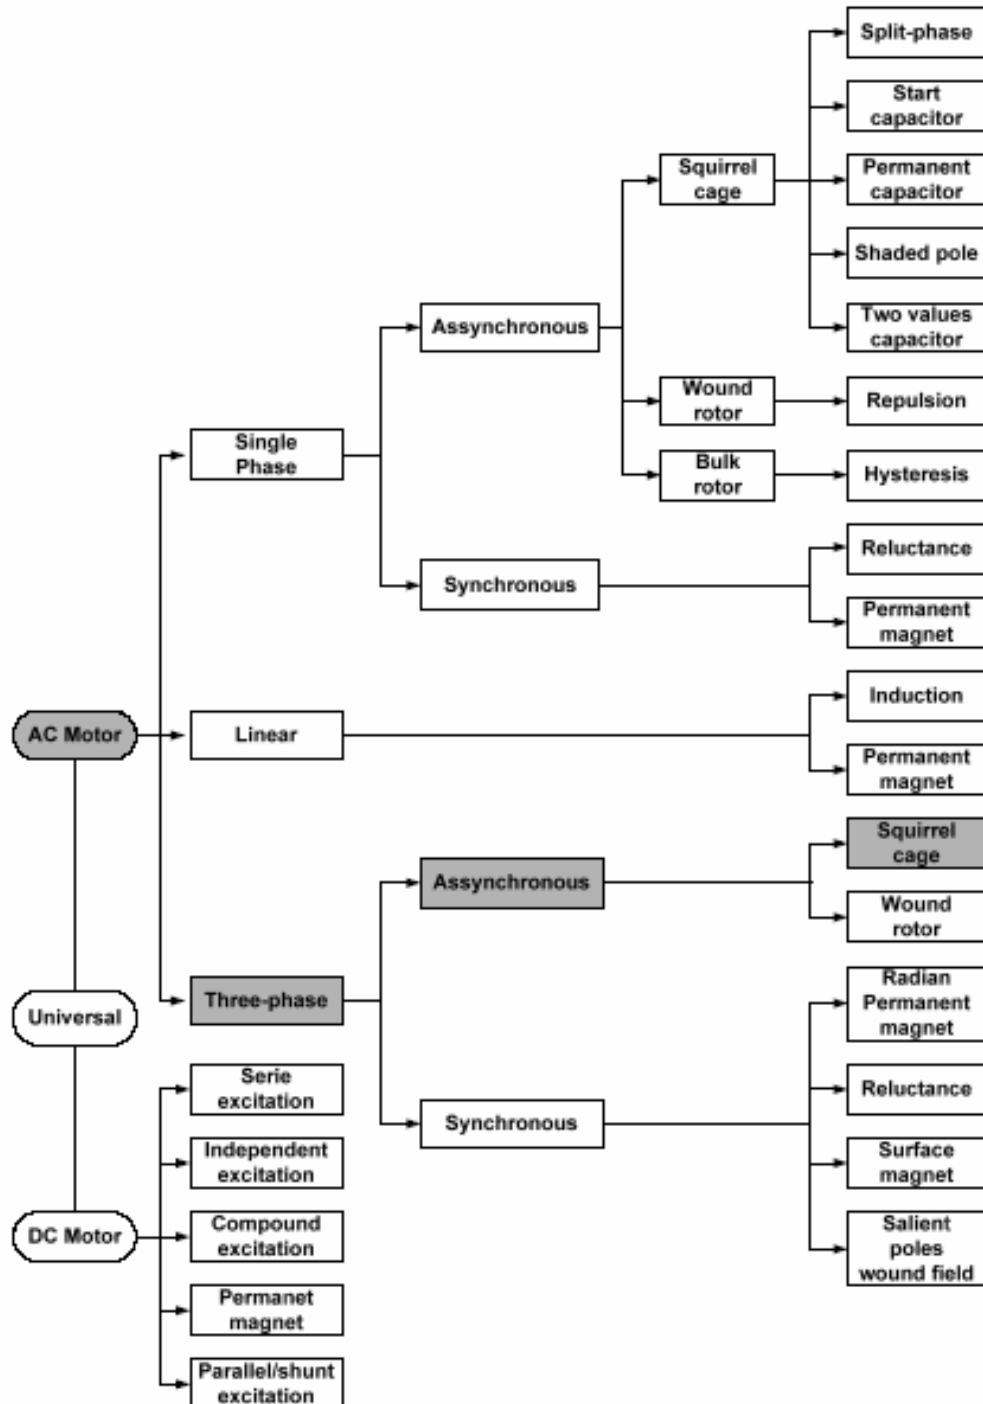 Split-phase
Start
capacitor
Squirrel
cage
Permanent
capacitor
Shaded pole
Assynchronous
Two values
capacitor
Wound
rotor
Repulsion
Single
Phase
Bulk
rotor
Hysteresis
Reluctance
Synchronous
Permanent
magnet
Induction
AC Motor
Linear
Permanent
magnet
Squirrel
cage
Assynchronous
Wound
rotor
Radian
Permanent
magnet
Three-phase
Universal
Serie
excitation
Reluctance
Synchronous
Independent
excitation
Surface
magnet
DC Motor
Compound
excitation
Salient
poles
wound field
Permanet
magnet
Parallel/shunt
excitation